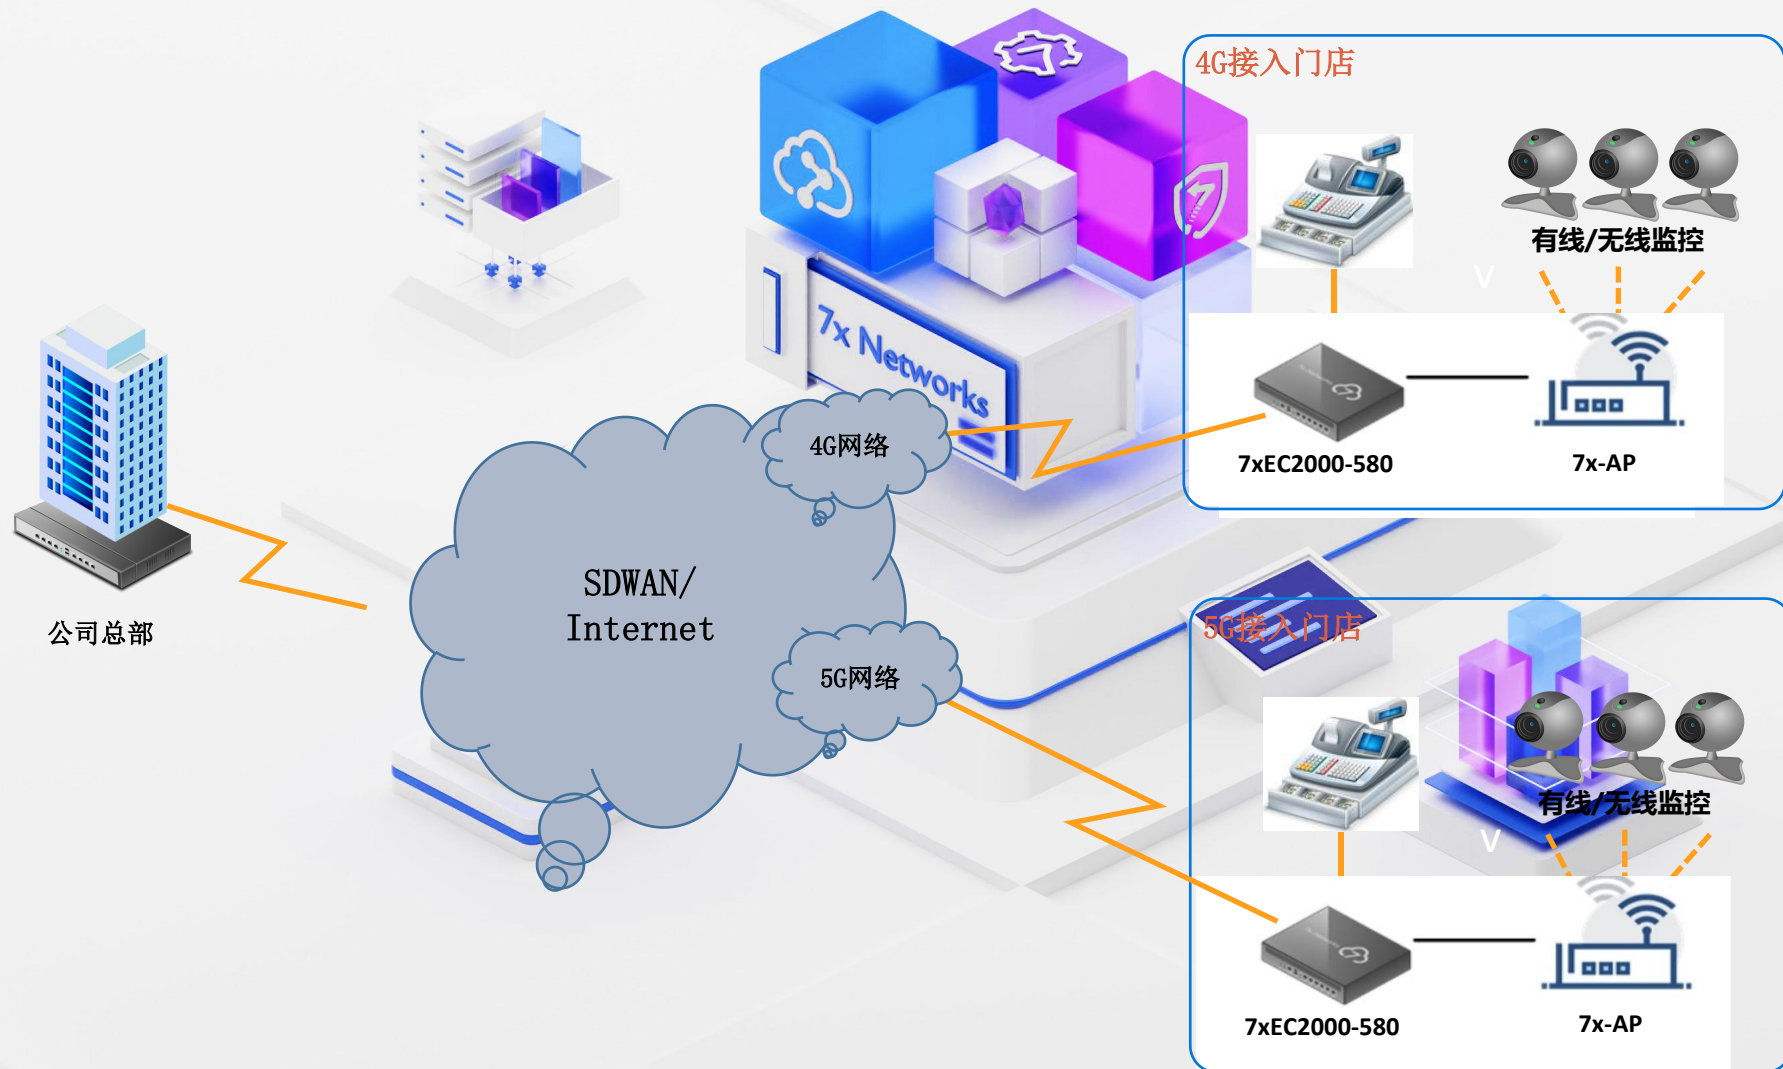 4G接入门店
有线/无线监控
V
7x Networks
4G网络
7xEC2000-580
7x-AP
SDWAN/
Internet
公司总部
5G接入门店
5G网络
有线/无线监控
V
7xEC2000-580
7x-AP